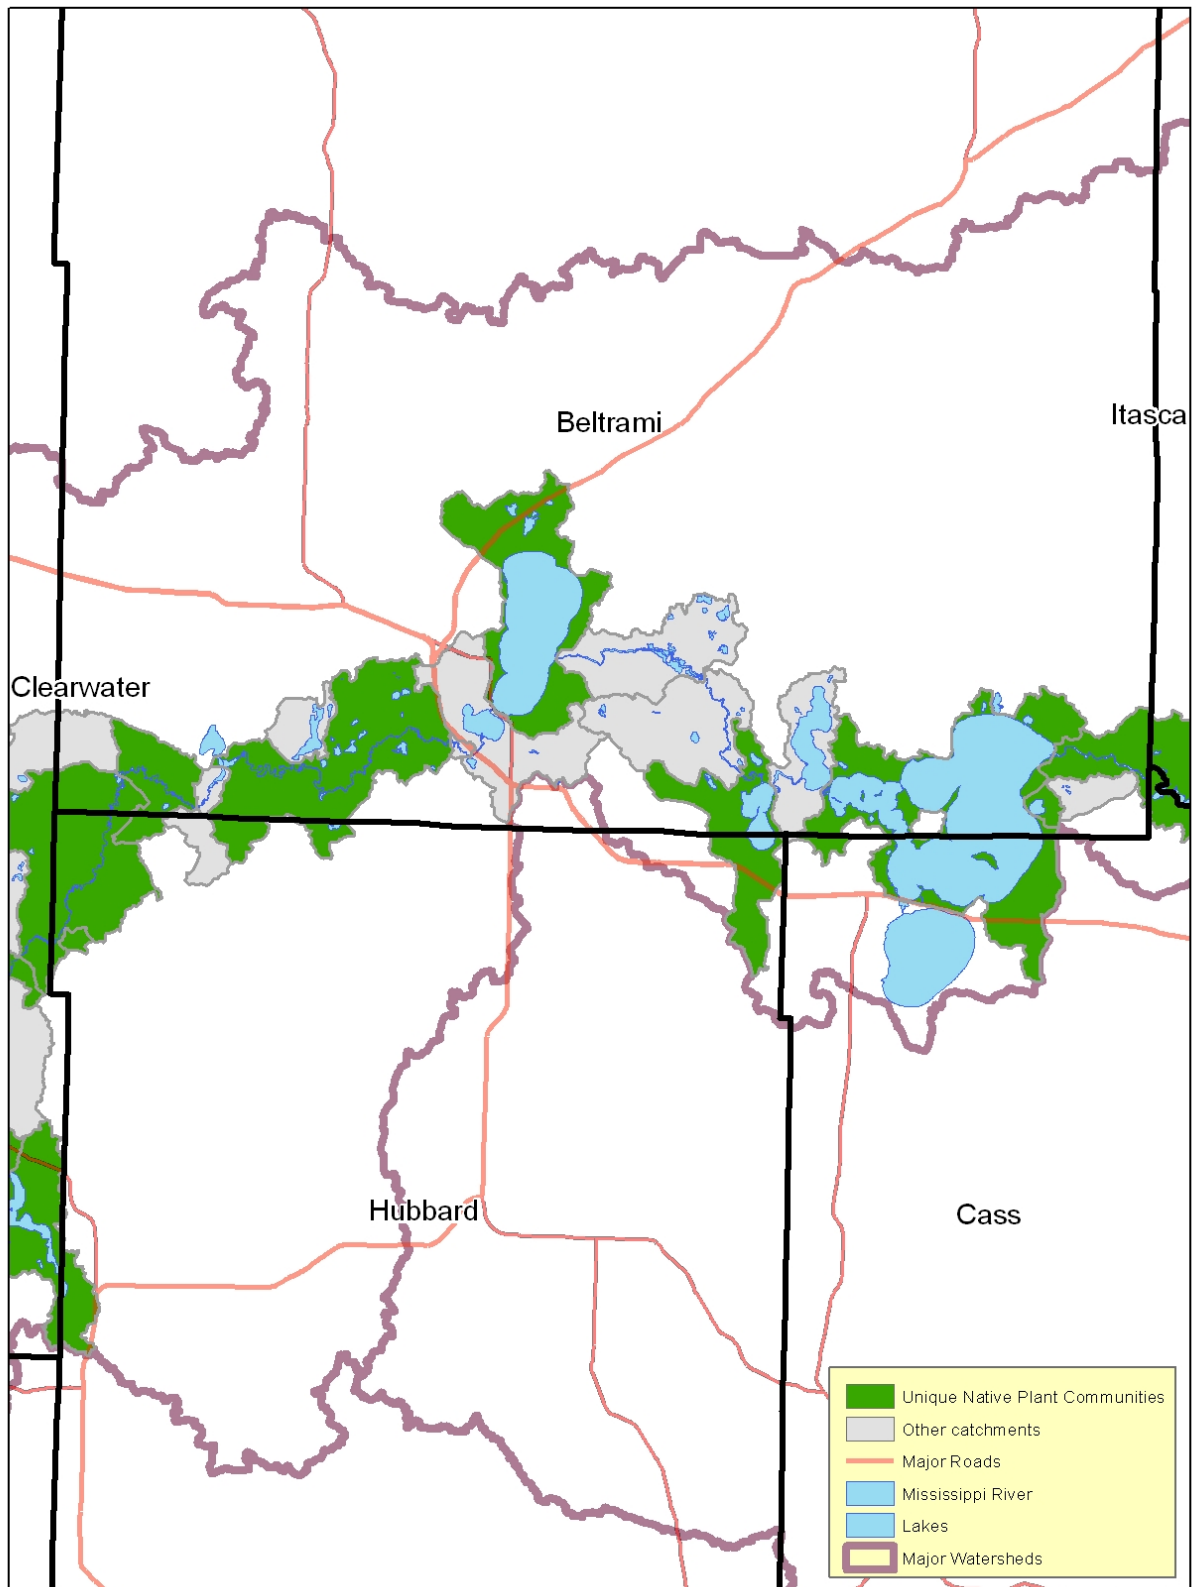 Beltrami
Itasca
Clearwater
Hubbard
Cass
Unique Native Plant Communities
Other catchments
Major Roads
Mississippi River
Lakes
Major Watersheds